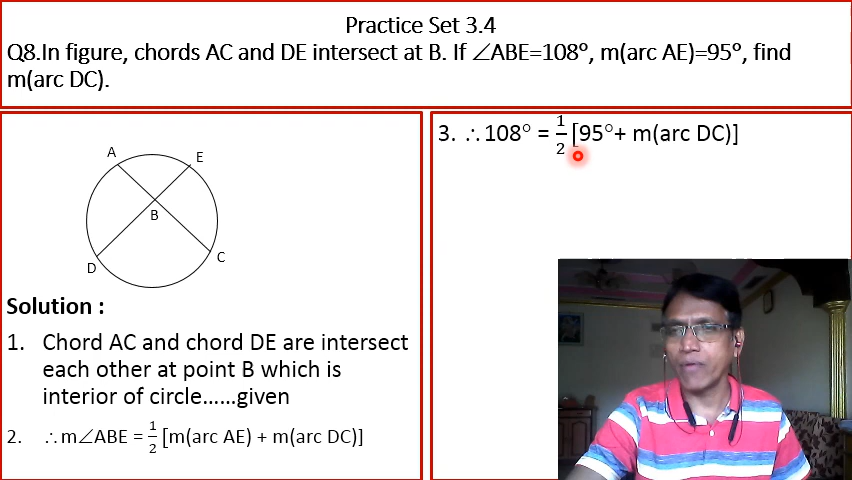 Practice Set 3.4
Q8.In figure, chords AC and DE intersect at B. If ∠ABE=108°, m(arc AE)=95°, find
m(arc DC).
A
E
B
D
C
Solution :
1. Chord AC and chord DE are intersect
each other at point B which is
interior of circle......given
2. ∴m∠ABE = 1/2 [m(arc AE) + m(arc DC)]
3. ∴108° = 1/2 [95°+ m(arc DC)]